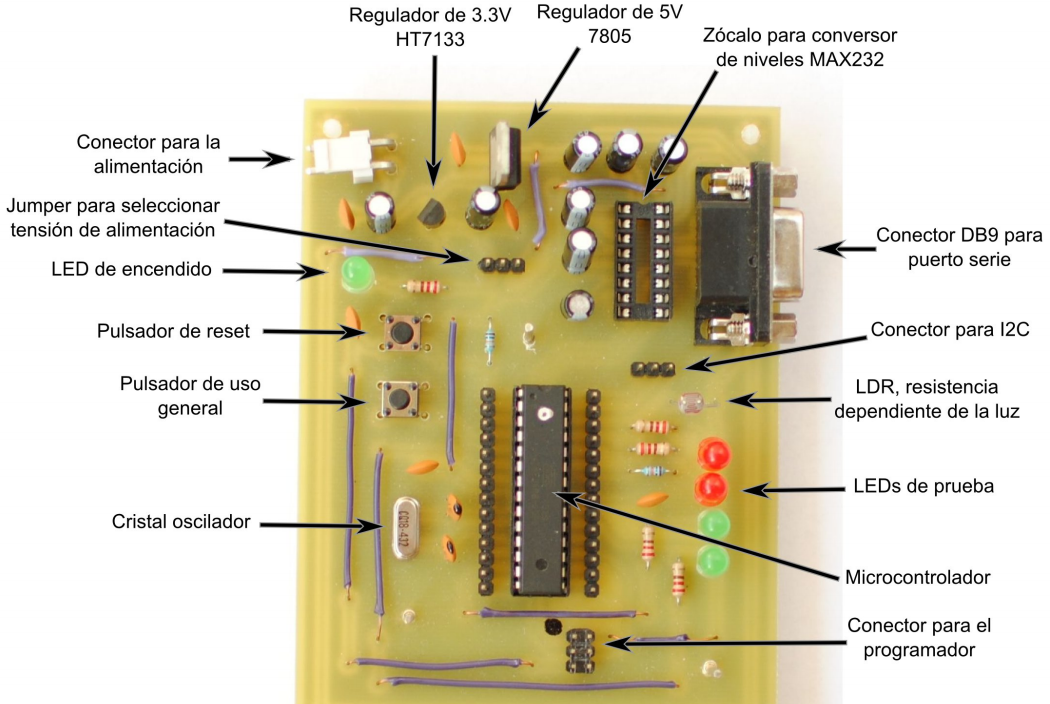 Regulador de 3.3V
HT7133
Regulador de 5V
7805
Zócalo para conversor
de niveles MAX232
Conector para la
alimentación
Jumper para seleccionar
tensión de alimentación
LED de encendido
Pulsador de reset
Pulsador de uso
general
Cristal oscilador
Conector DB9 para
puerto serie
Conector para I2C
LDR, resistencia
dependiente de la luz
LEDs de prueba
Microcontrolador
Conector para el
programador